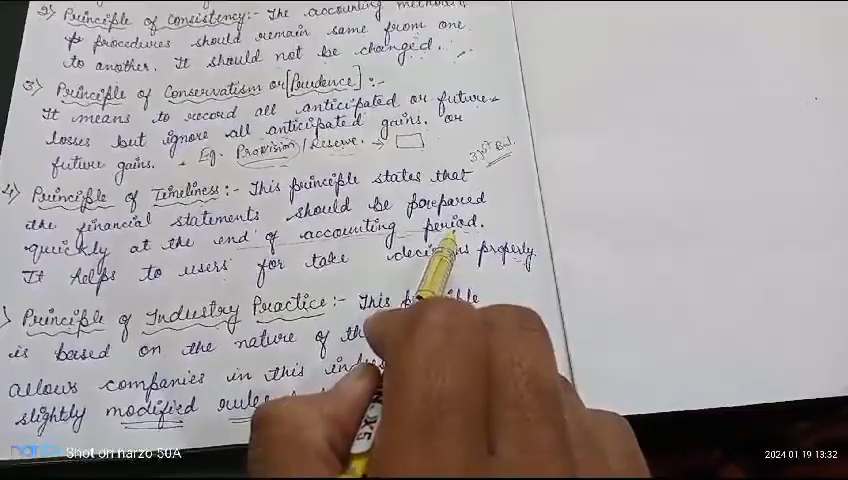 2) Principle of Consistency:- The accounting methods
& procedures should remain same from one
to another. It should not be changed.
3) Principle of Conservatism or [Prudence] :-
It means to record all anticipated or future
losses but ignore all anticipated gains. or
future gains. Eg. Provision / Reserve. →
4) Principle of Timeliness:- This principle states that
the financial statements should be prepared
quickly at the end of accounting period.
It helps to users for take decisions properly.
Principle of Industry Practice:- This
is based on the nature of
allows companies in this
slightly modified rules
Shot on narzo 50A
2024 01 19 13:32